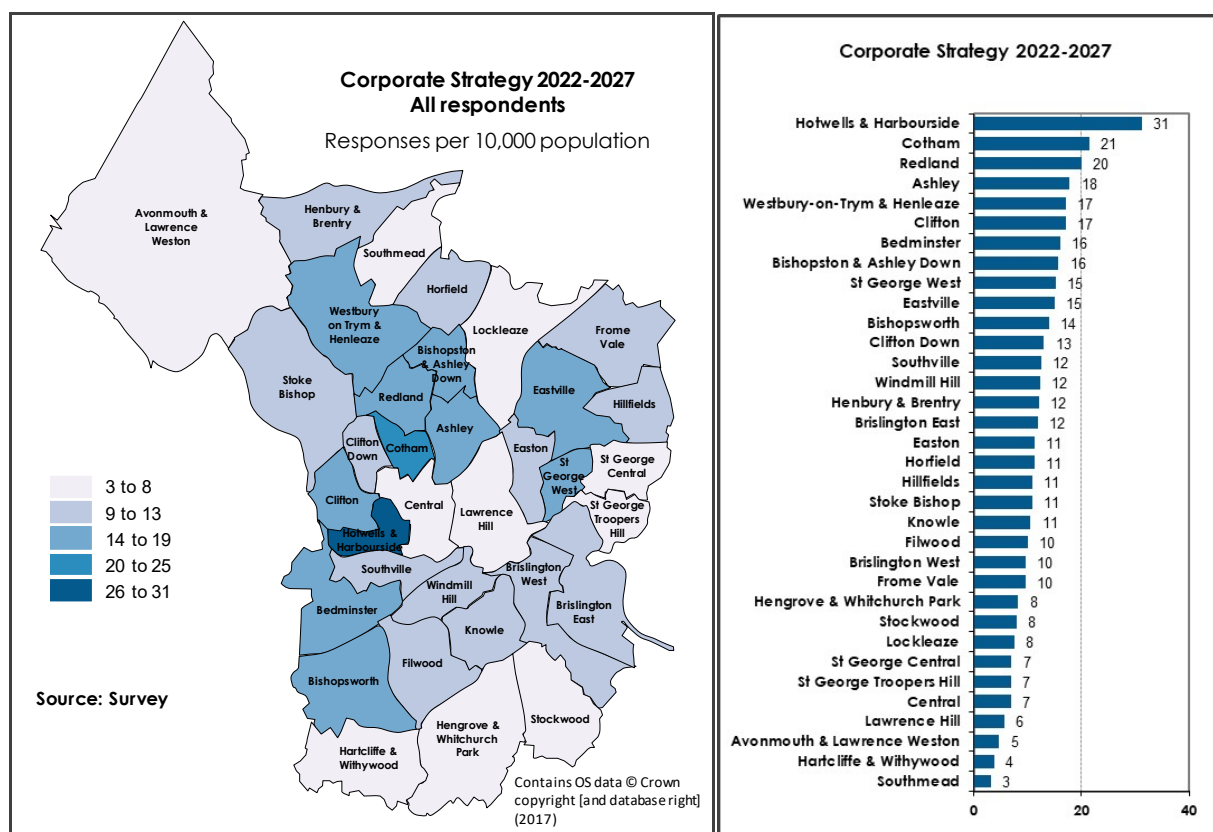 Corporate Strategy 2022-2027
All respondents
Responses per 10,000 population
Avonmouth &
Lawrence
Weston
Henbury &
Brentry
Southmead
Horfield
Lockleaze
Frome
Vale
Westbury
on Trym &
Henleaze
Bishopston
& Ashley
Down
Stoke
Bishop
Redland
Eastville
Hillfields
Ashley
Clifton
Down
Cotham
Easton
St George
Central
St
George
West
Clifton
Central
Lawrence
Hill
St George
Troopers
Hill
Hotwells &
Harbourside
Southville
Brislington
West
Windmill
Hill
Bedminster
Brislington
East
Knowle
Filwood
Bishopsworth
Stockwood
Hengrove &
Whitchurch
Park
Hartcliffe &
Withywood
3 to 8
9 to 13
14 to 19
20 to 25
26 to 31
Source: Survey
Contains OS data © Crown
copyright [and database right]
(2017)
Corporate Strategy 2022-2027
Hotwells & Harbourside 31
Cotham 21
Redland 20
Ashley 18
Westbury-on-Trym & Henleaze 17
Clifton 17
Bedminster 16
Bishopston & Ashley Down 16
St George West 15
Eastville 15
Bishopsworth 14
Clifton Down 13
Southville 12
Windmill Hill 12
Henbury & Brentry 12
Brislington East 12
Easton 11
Horfield 11
Hillfields 11
Stoke Bishop 11
Knowle 11
Filwood 10
Brislington West 10
Frome Vale 10
Hengrove & Whitchurch Park 8
Stockwood 8
Lockleaze 8
St George Central 7
St George Troopers Hill 7
Central 7
Lawrence Hill 6
Avonmouth & Lawrence Weston 5
Hartcliffe & Withywood 4
Southmead 3
0 20 40